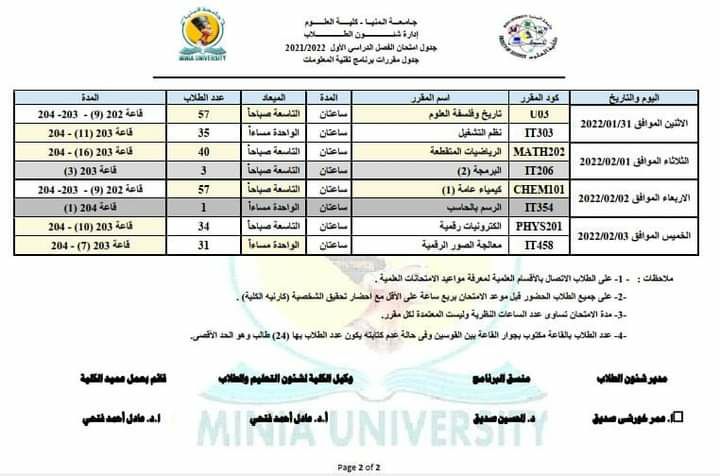 جامعة المنيا - كلية العلوم
إدارة شئون الطلاب
جدول امتحان الفصل الدراسي الأول 2021/2022
جدول مقررات برنامج تقنية المعلومات
MINIA UNIVERSITY
اليوم والتاريخ كود المقرر اسم المقرر المدة الميعاد عدد الطلاب المدة
الاثنين الموافق 2022/01/31 U03 تاريخ وفلسفة العلوم ساعتان التاسعة صباحاً 57 قاعة 202 (9) - 203- 204
IT303 نظم التشغيل ساعتان الواحدة مساءاً 35 قاعة 203 (11) - 204
الثلاثاء الموافق 2022/02/01 MATH202 الرياضيات المتقطعة ساعتان التاسعة صباحاً 40 قاعة 203 (16) - 204
IT206 البرمجة (2) ساعتان التاسعة صباحاً 3 قاعة 203 (3)
الاربعاء الموافق 2022/02/02 CHEM101 كيمياء عامة (1) ساعتان التاسعة صباحاً 57 قاعة 202 (9) - 203- 204
IT354 الرسم بالحاسب ساعتان الواحدة مساءاً 1 قاعة 204 (1)
الخميس الموافق 2022/02/03 PHYS201 الكترونيات رقمية ساعتان التاسعة صباحاً 34 قاعة 203 (10) - 204
IT458 معالجة الصور الرقمية ساعتان الواحدة مساءاً 31 قاعة 203 (7) - 204
ملاحظات : - 1- على الطلاب الاتصال بالأقسام العلمية لمعرفة مواعيد الامتحانات العلمية .
2- على جميع الطلاب الحضور قبل موعد الامتحان بربع ساعة على الأقل مع أحضار تحقيق الشخصية (كارنيه الكلية) .
3- مدة الامتحان تساوى عدد الساعات النظرية وليست المعتمدة لكل مقرر.
4- عدد الطلاب بالقاعة مكتوب بجوار القاعة بين القوسين وفى حالة عدم كتابته يكون عدد الطلاب بها (24) طالب وهو الحد الأقصى.
مدير شئون الطلاب منسق البرنامج وكيل الكلية لشئون التعليم والطلاب قائم بعمل عميد الكلية
أ. عمر خورشى صديق د. الحسين صديق أ.د. عادل أحمد فتحي ا.د. عادل أحمد فتحي
MINIA UNIVERSITY
Page 2 of 2